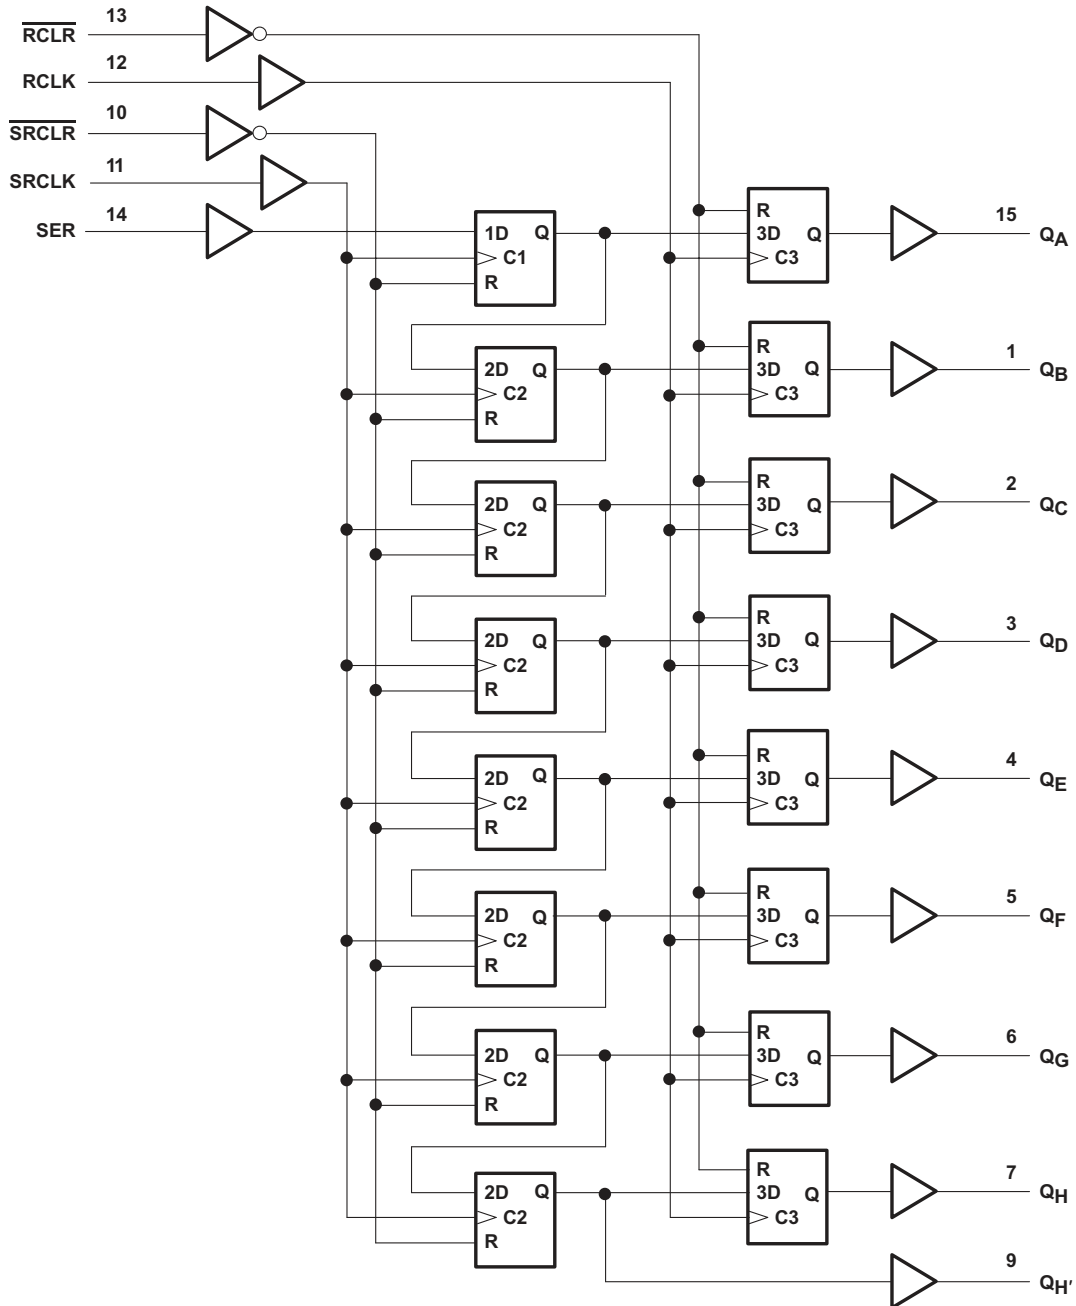 13
RCLR
12
RCLK
10
SRCLR
11
SRCLK
14
SER
1D Q
C1
R
R
3D Q
C3
15
QA
2D Q
C2
R
R
3D Q
C3
1
QB
2D Q
C2
R
R
3D Q
C3
2
QC
2D Q
C2
R
R
3D Q
C3
3
QD
2D Q
C2
R
R
3D Q
C3
4
QE
2D Q
C2
R
R
3D Q
C3
5
QF
2D Q
C2
R
R
3D Q
C3
6
QG
2D Q
C2
R
R
3D Q
C3
7
QH
9
QH′